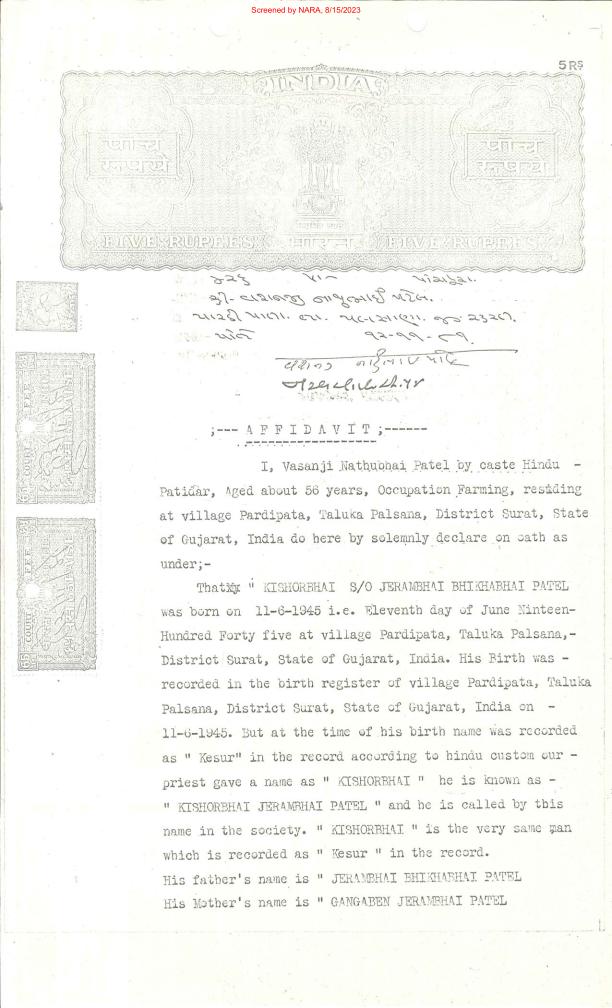 Screened by NARA, 8/15/2023
5 RS
INDIA
पाँच
रूपये
पाँच
रूपये
FIVE RUPEES भारत FIVE RUPEES
;--- A F F I D A V I T ;------
I, Vasanji Nathubhai Patel by caste Hindu -
Patidar, Aged about 56 years, Occupation Farming, residing
at village Pardipata, Taluka Palsana, District Surat, State
of Gujarat, India do here by solemnly declare on oath as
under;-
That " KISHORBHAI S/O JERAMBHAI BHIKHABHAI PATEL
was born on 11-6-1945 i.e. Eleventh day of June Ninteen-
Hundred Forty five at village Pardipata, Taluka Palsana,-
District Surat, State of Gujarat, India. His Birth was -
recorded in the birth register of village Pardipata, Taluka
Palsana, District Surat, State of Gujarat, India on -
11-6-1945. But at the time of his birth name was recorded
as " Kesur" in the record according to hindu custom our -
priest gave a name as " KISHORBHAI " he is known as -
" KISHORBHAI JERAMBHAI PATEL " and he is called by this
name in the society. " KISHORBHAI " is the very same man
which is recorded as " Kesur " in the record.
His father's name is " JERAMBHAI BHIKHABHAI PATEL
His Mother's name is " GANGABEN JERAMBHAI PATEL